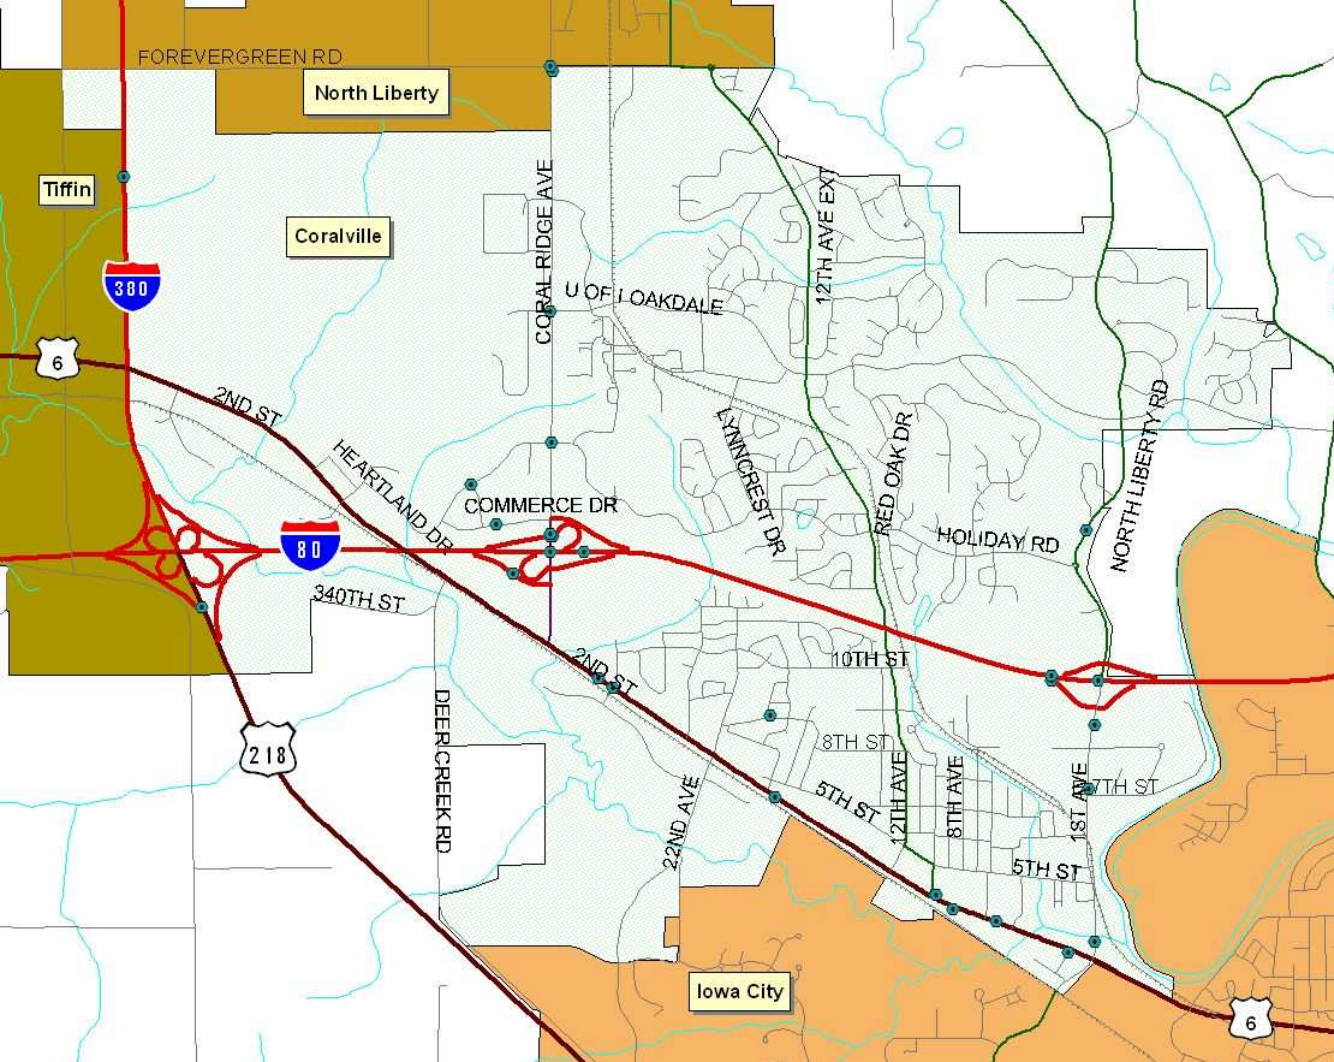 FOREVERGREEN RD
North Liberty
Tiffin
CORAL RIDGE AVE
12TH AVE EXT
Coralville
380
U OF I OAKDALE
6
2ND ST
NORTH LIBERTY RD
LYNNCREST DR
RED OAK DR
HEARTLAND DR
COMMERCE DR
HOLIDAY RD
80
340TH ST
2ND ST
10TH ST
DEER CREEK RD
218
8TH ST
22ND AVE
5TH ST
12TH AVE
8TH AVE
1ST AVE
7TH ST
5TH ST
Iowa City
6